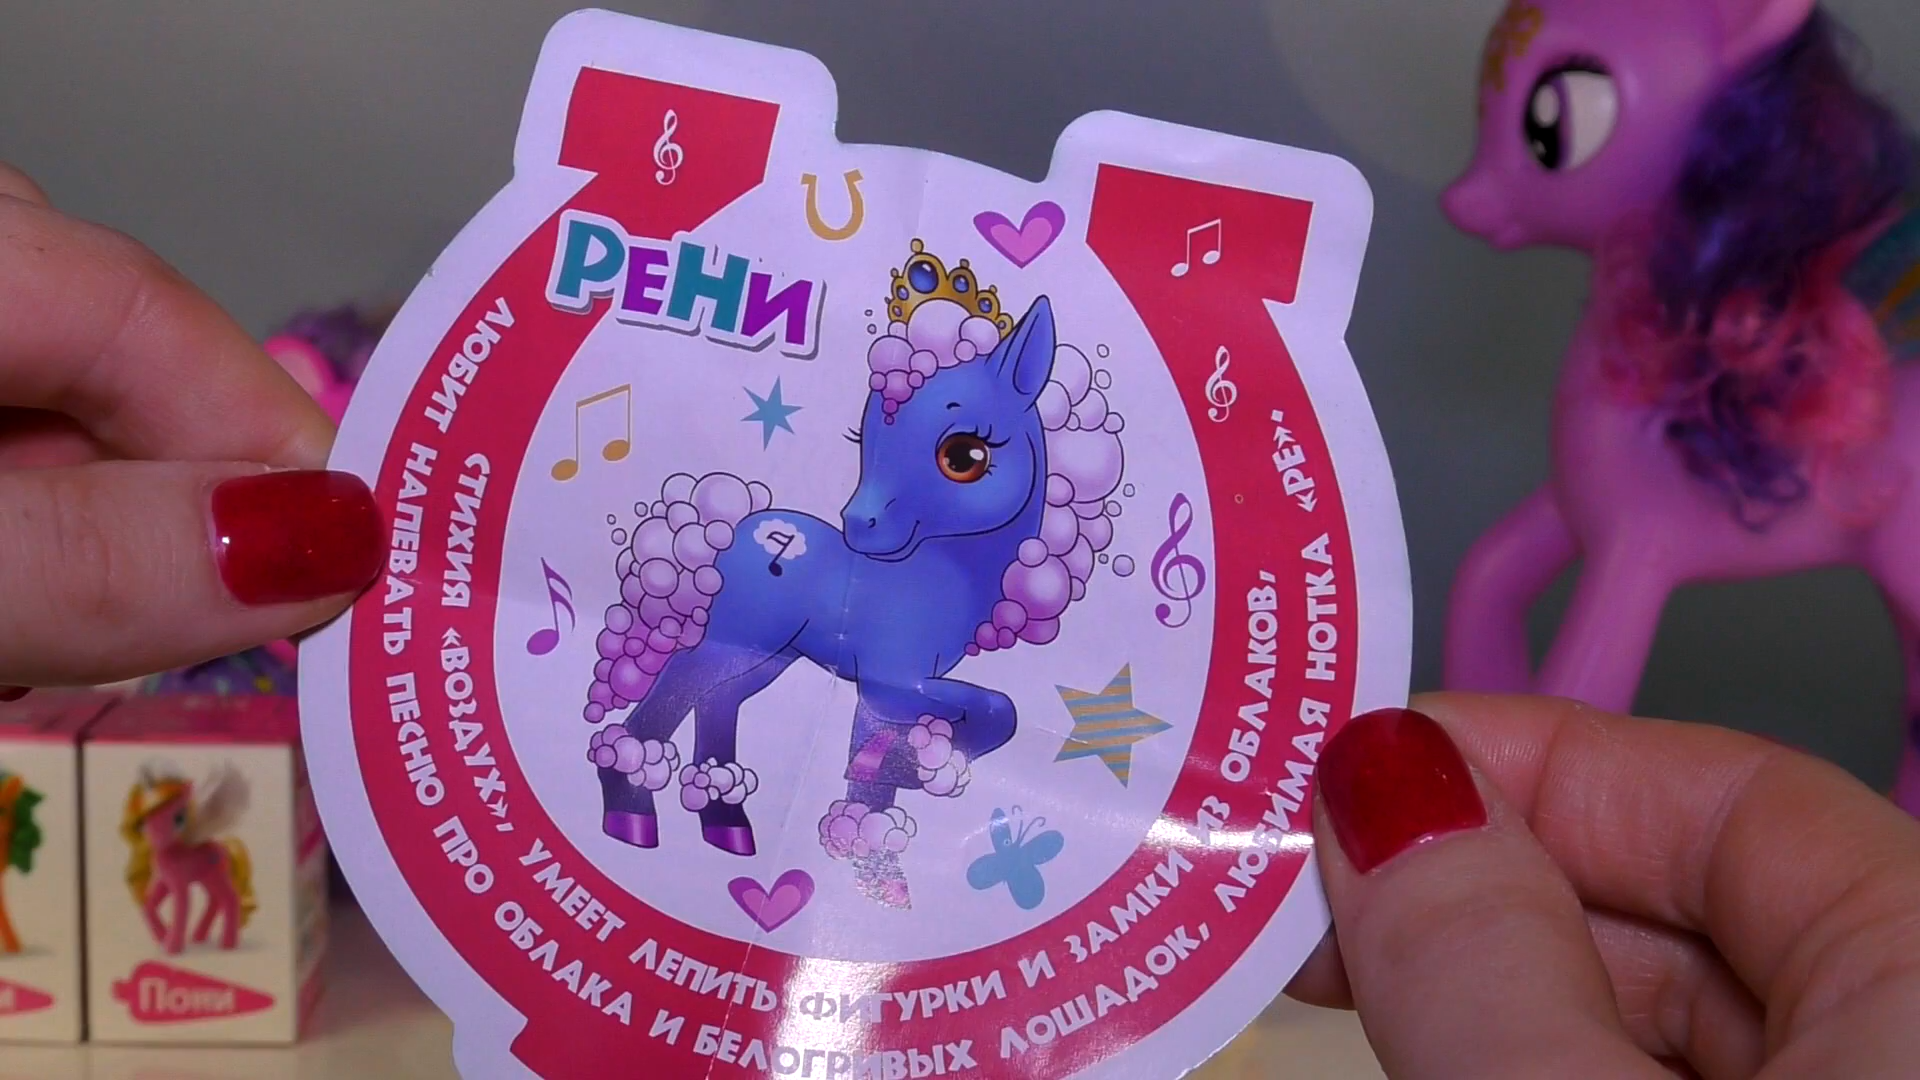 РЕНИ
СТИХИЯ «ВОЗДУХ», УМЕЕТ ЛЕПИТЬ ФИГУРКИ И ЗАМКИ ИЗ ОБЛАКОВ,
ЛЮБИТ НАПЕВАТЬ ПЕСНЮ ПРО ОБЛАКА И БЕЛОГРИВЫХ ЛОШАДОК, ЛЮБИМАЯ НОТКА «РЕ».
Пони